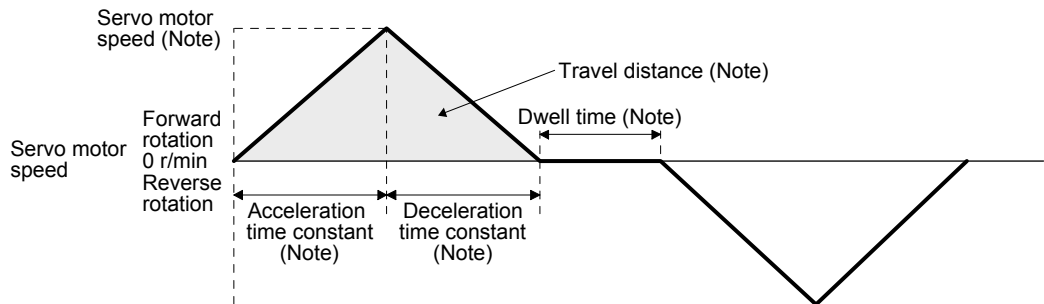 Servo motor
speed (Note)
Travel distance (Note)
Dwell time (Note)
Servo motor
speed
Forward
rotation
0 r/min
Reverse
rotation
Acceleration
time constant
(Note)
Deceleration
time constant
(Note)